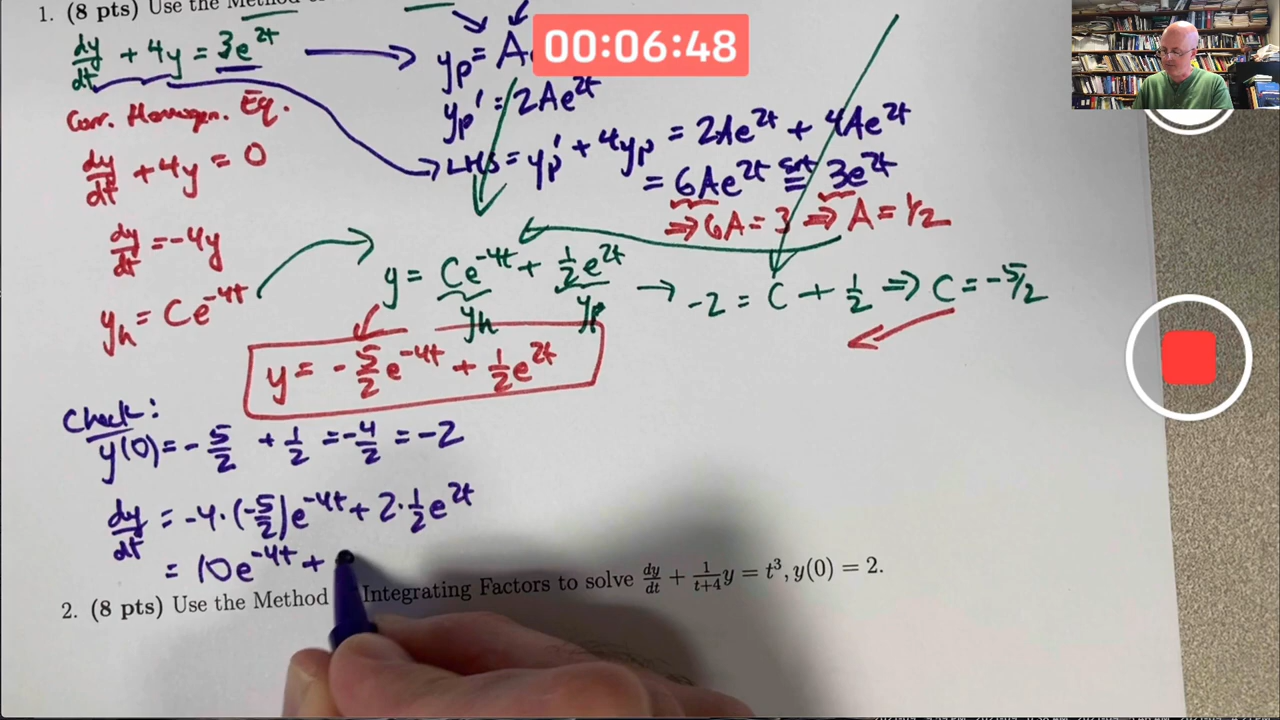 1. (8 pts) Use the Method
00:06:48
dy/dt + 4y = 3e^{2t} → y_p = A
y_p' = 2Ae^{2t}
Corr. Homogen. Eq.
LHS = y_p' + 4y_p = 2Ae^{2t} + 4Ae^{2t}
dy/dt + 4y = 0
= 6Ae^{2t} = 3e^{2t}
⇒ 6A = 3 ⇒ A = 1/2
dy/dt = -4y
y_h = Ce^{-4t}
y = Ce^{-4t} + 1/2 e^{2t} → -2 = C + 1/2 ⇒ C = -5/2
y_h y_p
y = -5/2 e^{-4t} + 1/2 e^{2t}
Check:
y(0) = -5/2 + 1/2 = -4/2 = -2
dy/dt = -4·(-5/2)e^{-4t} + 2·1/2 e^{2t}
= 10e^{-4t} +
2. (8 pts) Use the Method Integrating Factors to solve dy/dt + 1/(t+4) y = t^3, y(0) = 2.